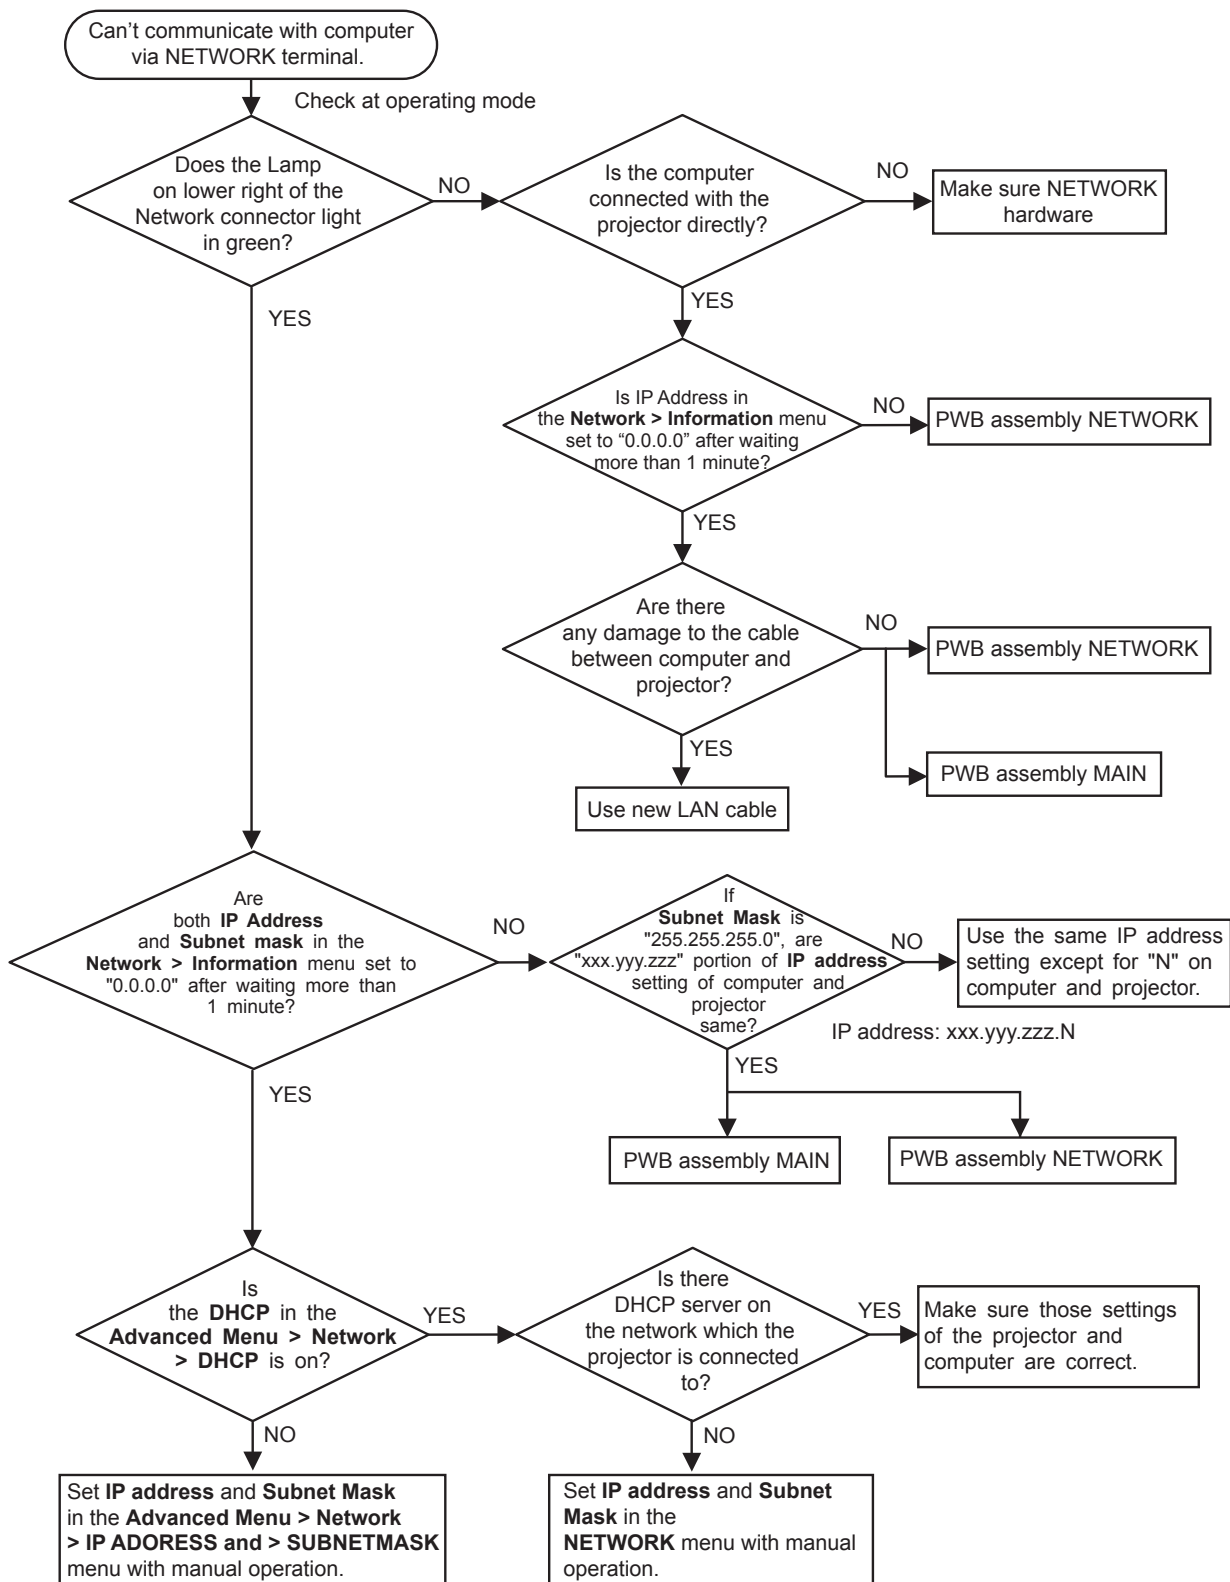 Can't communicate with computer
via NETWORK terminal.
Check at operating mode
Does the Lamp
on lower right of the
Network connector light
in green?
NO
Is the computer
connected with the
projector directly?
NO
Make sure NETWORK
hardware
YES
YES
Is IP Address in
the Network > Information menu
set to “0.0.0.0” after waiting
more than 1 minute?
NO
PWB assembly NETWORK
YES
Are there
any damage to the cable
between computer and
projector?
NO
PWB assembly NETWORK
PWB assembly MAIN
YES
Use new LAN cable
Are
both IP Address
and Subnet mask in the
Network > Information menu set to
"0.0.0.0" after waiting more than
1 minute?
NO
If
Subnet Mask is
"255.255.255.0", are
"xxx.yyy.zzz" portion of IP address
setting of computer and
projector
same?
NO
Use the same IP address
setting except for "N" on
computer and projector.
IP address: xxx.yyy.zzz.N
YES
YES
PWB assembly MAIN
PWB assembly NETWORK
Is
the DHCP in the
Advanced Menu > Network
> DHCP is on?
YES
Is there
DHCP server on
the network which the
projector is connected
to?
YES
Make sure those settings
of the projector and
computer are correct.
NO
NO
Set IP address and Subnet Mask
in the Advanced Menu > Network
> IP ADORESS and > SUBNETMASK
menu with manual operation.
Set IP address and Subnet
Mask in the
NETWORK menu with manual
operation.